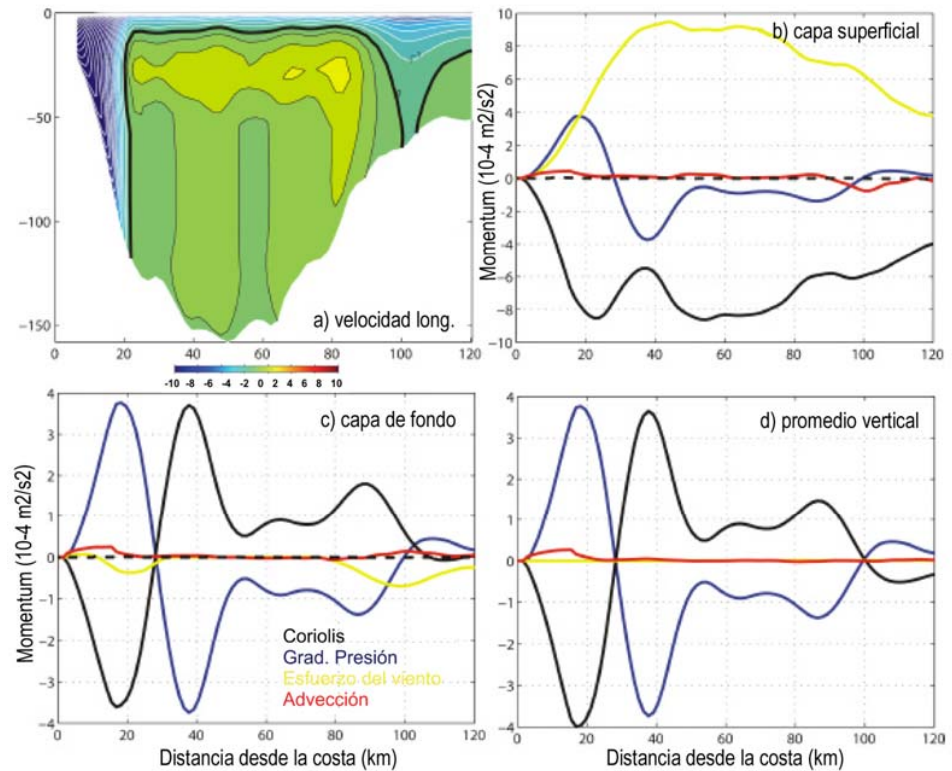 0
-50
-100
-150
0 20 40 60 80 100 120
a) velocidad long.
-10 -8 -6 -4 -2 0 2 4 6 8 10
b) capa superficial
Momentum (10-4 m2/s2)
10
8
6
4
2
0
-2
-4
-6
-8
-10
0 20 40 60 80 100 120
c) capa de fondo
Momentum (10-4 m2/s2)
4
3
2
1
0
-1
-2
-3
-4
Coriolis
Grad. Presión
Esfuerzo del viento
Advección
0 20 40 60 80 100 120
Distancia desde la costa (km)
d) promedio vertical
4
3
2
1
0
-1
-2
-3
-4
0 20 40 60 80 100 120
Distancia desde la costa (km)